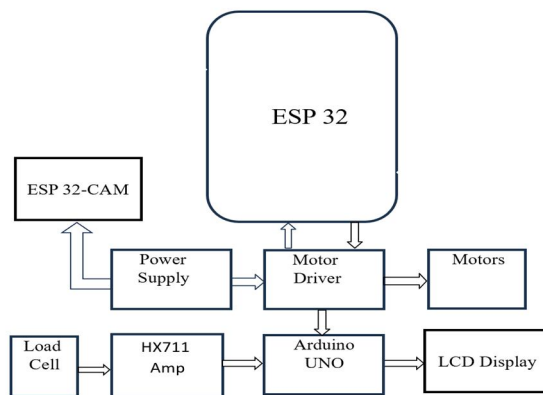 ESP 32
ESP 32-CAM
Power
Supply
Motor
Driver
Motors
Load
Cell
HX711
Amp
Arduino
UNO
LCD Display